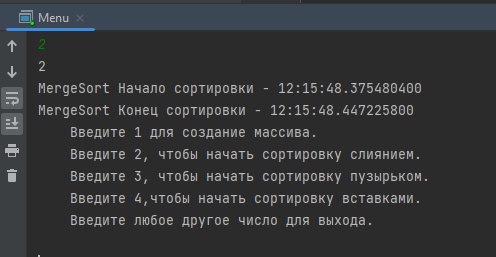 Menu
2
2
MergeSort Начало сортировки - 12:15:48.375480400
MergeSort Конец сортировки - 12:15:48.447225800
Введите 1 для создание массива.
Введите 2, чтобы начать сортировку слиянием.
Введите 3, чтобы начать сортировку пузырьком.
Введите 4,чтобы начать сортировку вставками.
Введите любое другое число для выхода.